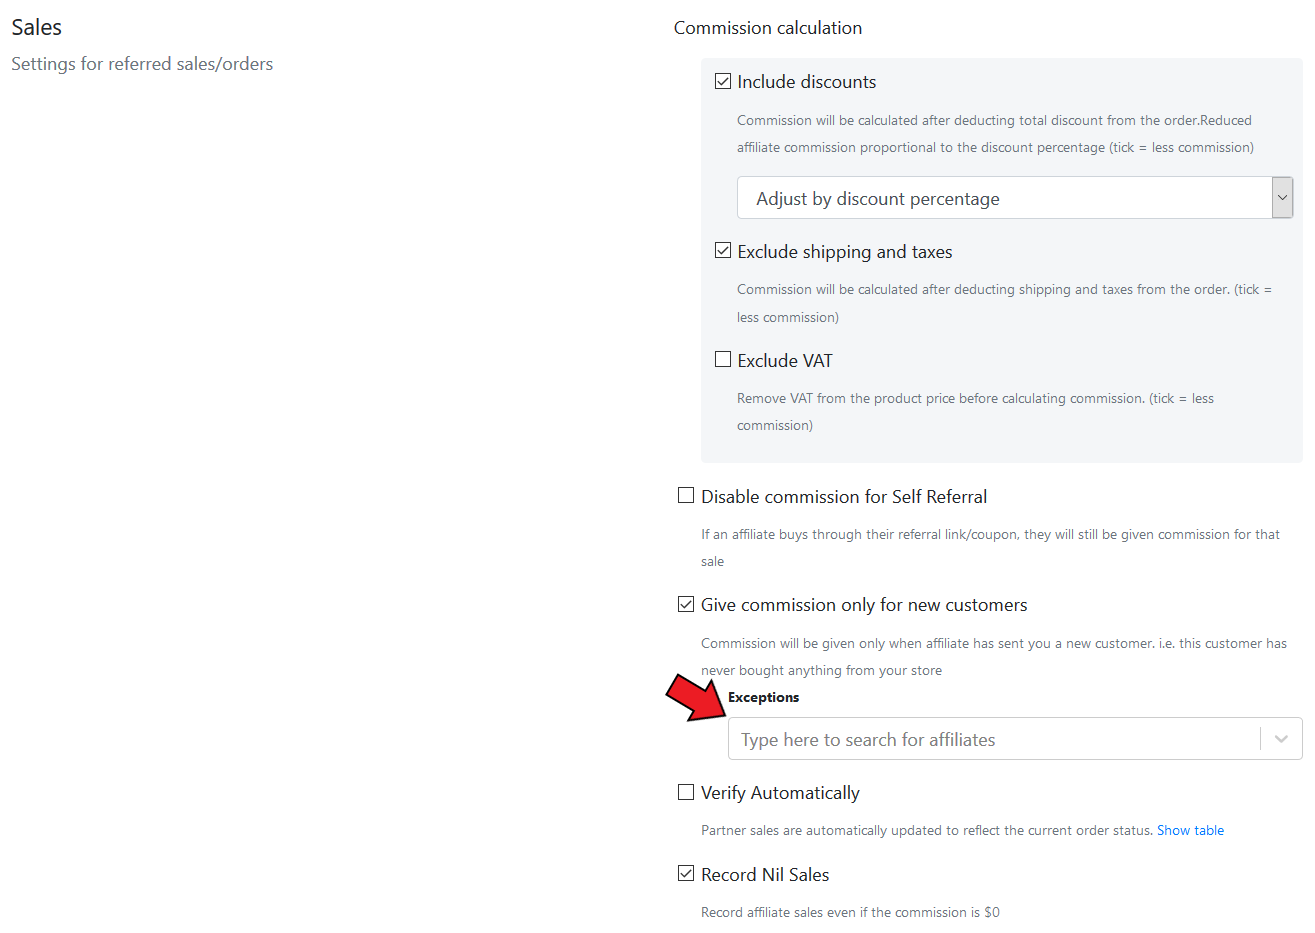 Sales
Settings for referred sales/orders
Commission calculation
Include discounts
Commission will be calculated after deducting total discount from the order.Reduced
affiliate commission proportional to the discount percentage (tick = less commission)
Adjust by discount percentage
Exclude shipping and taxes
Commission will be calculated after deducting shipping and taxes from the order. (tick =
less commission)
Exclude VAT
Remove VAT from the product price before calculating commission. (tick = less
commission)
Disable commission for Self Referral
If an affiliate buys through their referral link/coupon, they will still be given commission for that
sale
Give commission only for new customers
Commission will be given only when affiliate has sent you a new customer. i.e. this customer has
never bought anything from your store
Exceptions
Type here to search for affiliates
Verify Automatically
Partner sales are automatically updated to reflect the current order status. Show table
Record Nil Sales
Record affiliate sales even if the commission is $0